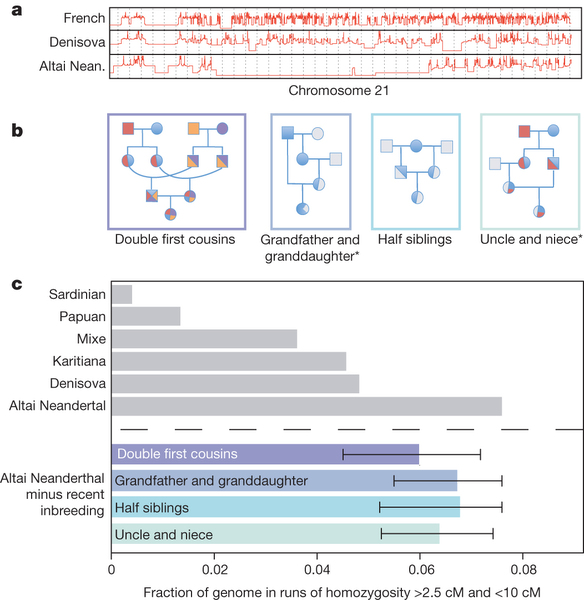 a
French
Denisova
Altai Nean.
Chromosome 21
b
Double first cousins
Grandfather and
granddaughter*
Half siblings
Uncle and niece*
c
Sardinian
Papuan
Mixe
Karitiana
Denisova
Altai Neandertal
Altai Neanderthal
minus recent
inbreeding
Double first cousins
Grandfather and granddaughter
Half siblings
Uncle and niece
0
0.02
0.04
0.06
0.08
Fraction of genome in runs of homozygosity >2.5 cM and <10 cM